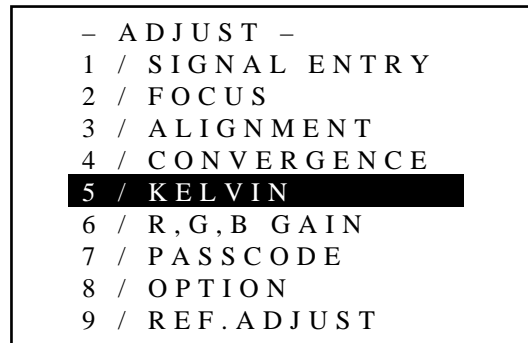 – ADJUST –
1 / SIGNAL ENTRY
2 / FOCUS
3 / ALIGNMENT
4 / CONVERGENCE
5 / KELVIN
6 / R,G,B GAIN
7 / PASSCODE
8 / OPTION
9 / REF.ADJUST